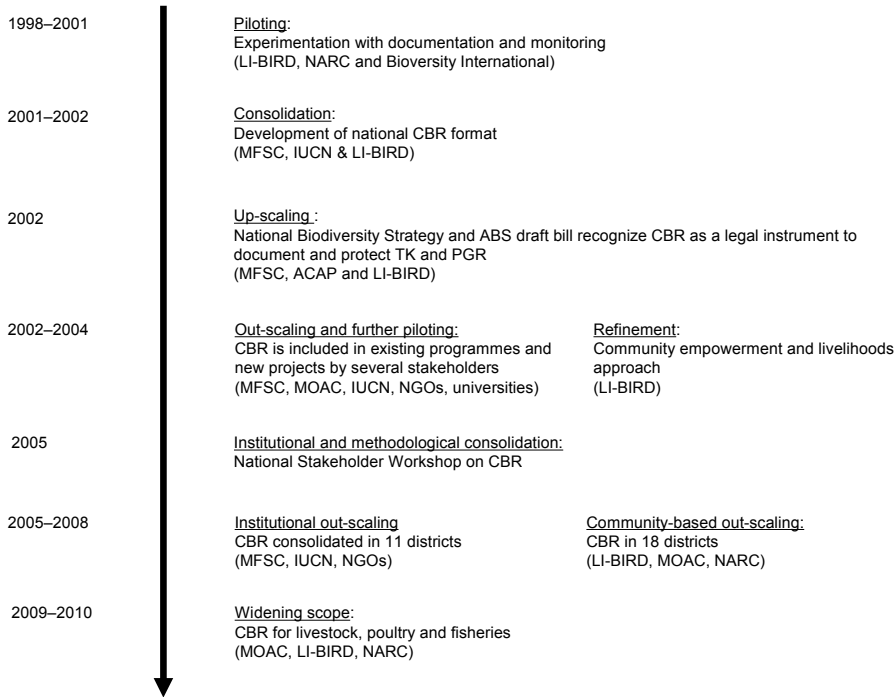 1998–2001
Piloting:
Experimentation with documentation and monitoring
(LI-BIRD, NARC and Bioversity International)
2001–2002
Consolidation:
Development of national CBR format
(MFSC, IUCN & LI-BIRD)
2002
Up-scaling :
National Biodiversity Strategy and ABS draft bill recognize CBR as a legal instrument to
document and protect TK and PGR
(MFSC, ACAP and LI-BIRD)
2002–2004
Out-scaling and further piloting:
CBR is included in existing programmes and
new projects by several stakeholders
(MFSC, MOAC, IUCN, NGOs, universities)
Refinement:
Community empowerment and livelihoods
approach
(LI-BIRD)
2005
Institutional and methodological consolidation:
National Stakeholder Workshop on CBR
2005–2008
Institutional out-scaling
CBR consolidated in 11 districts
(MFSC, IUCN, NGOs)
Community-based out-scaling:
CBR in 18 districts
(LI-BIRD, MOAC, NARC)
2009–2010
Widening scope:
CBR for livestock, poultry and fisheries
(MOAC, LI-BIRD, NARC)